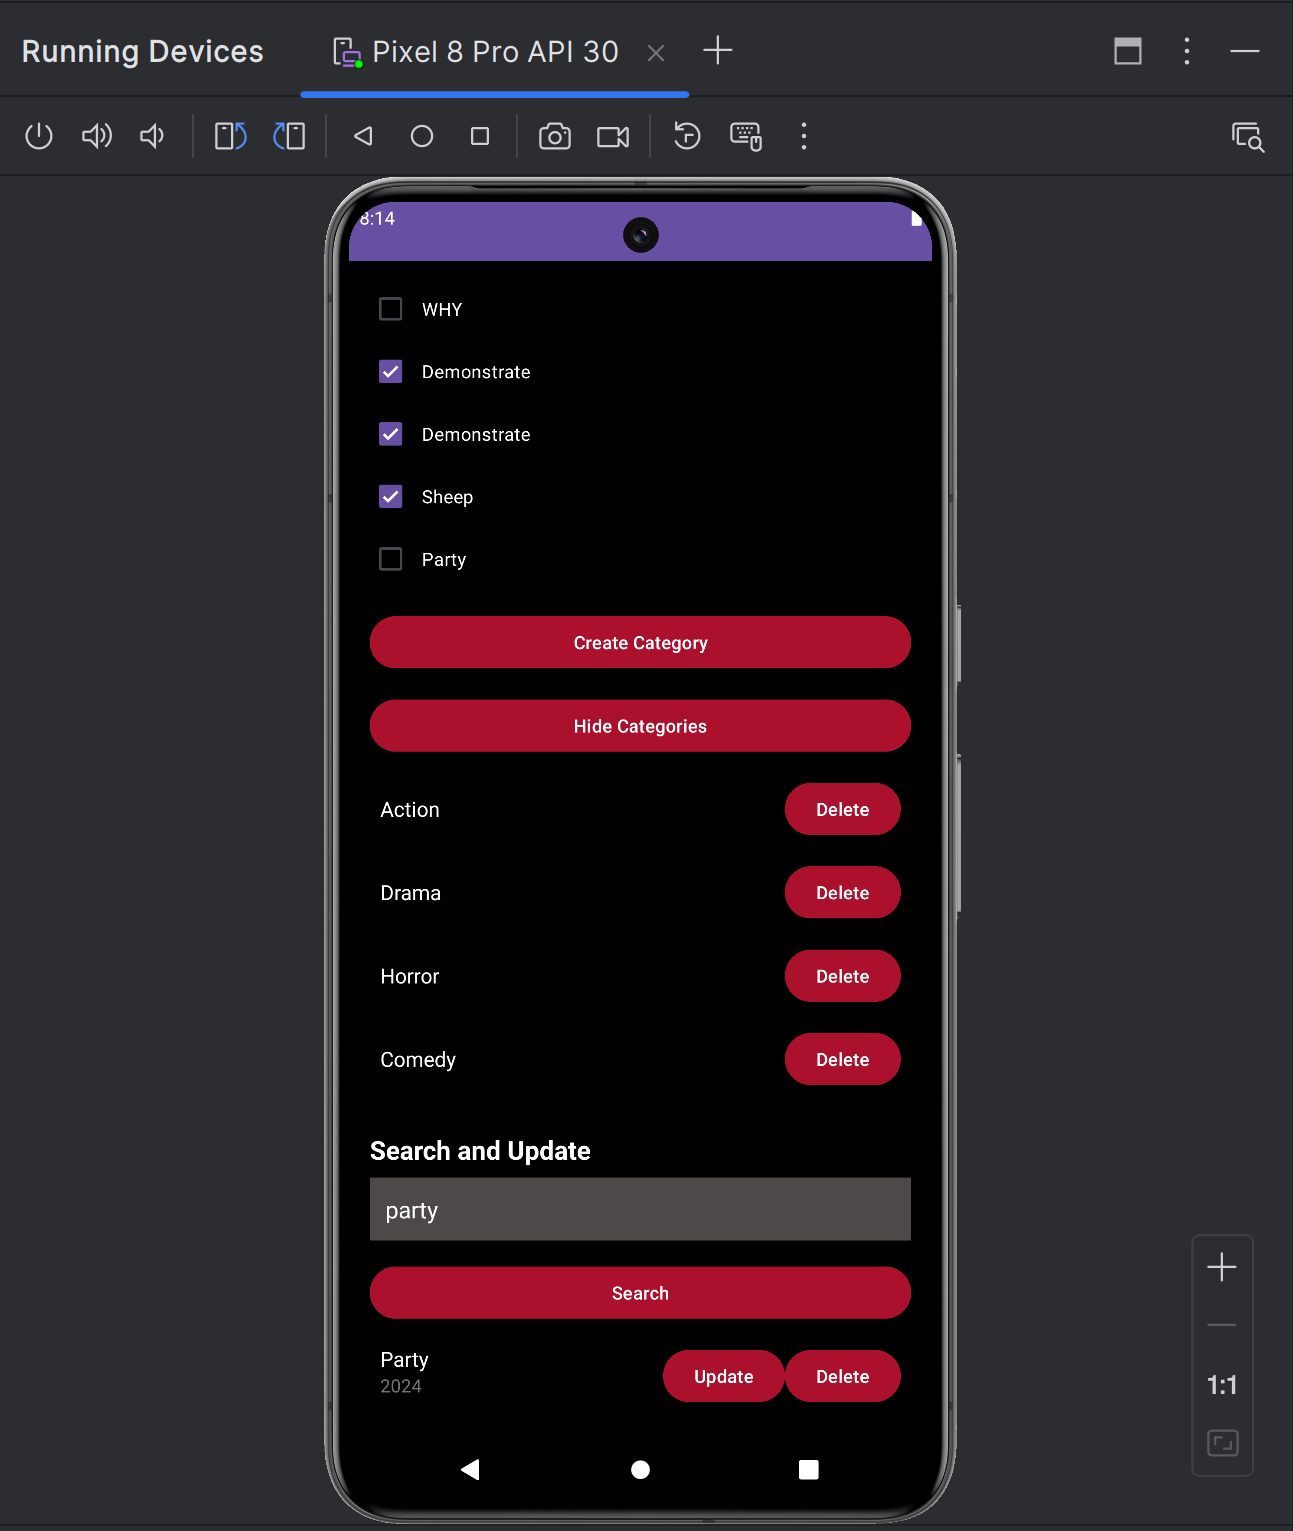 Running Devices Pixel 8 Pro API 30
8:14
WHY
Demonstrate
Demonstrate
Sheep
Party
Create Category
Hide Categories
Action Delete
Drama Delete
Horror Delete
Comedy Delete
Search and Update
party
Search
Party
2024
Update Delete
1:1